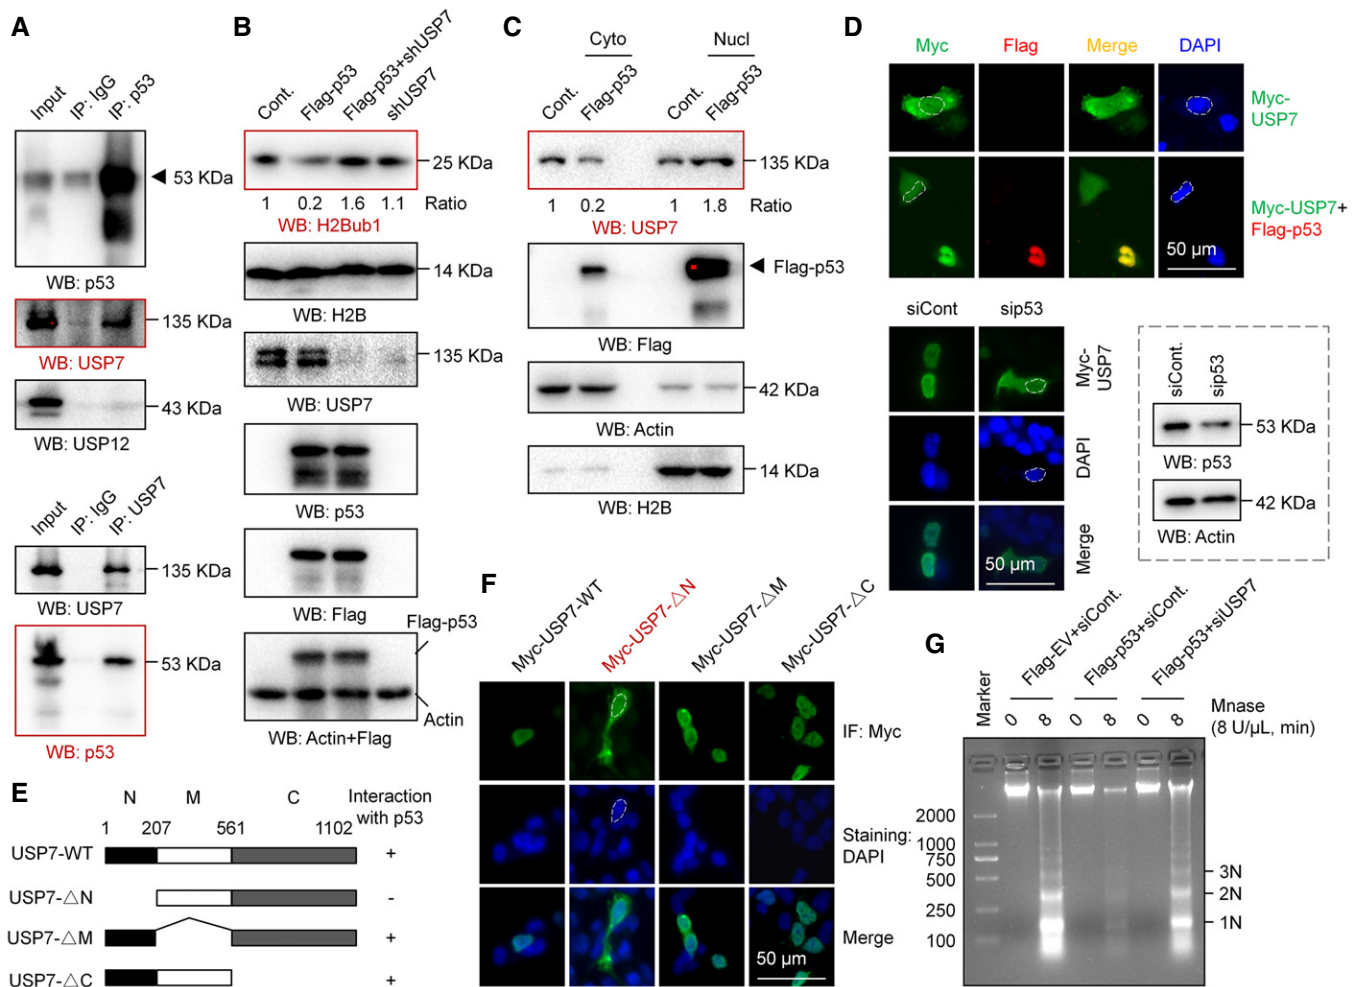 A
Input
IP: IgG
IP: p53
53 KDa
WB: p53
135 KDa
WB: USP7
43 KDa
WB: USP12
Input
IP: IgG
IP: USP7
135 KDa
WB: USP7
53 KDa
WB: p53
B
Cont.
Flag-p53
Flag-p53+shUSP7
shUSP7
25 KDa
1 0.2 1.6 1.1 Ratio
WB: H2Bub1
14 KDa
WB: H2B
135 KDa
WB: USP7
WB: p53
WB: Flag
Flag-p53
Actin
WB: Actin+Flag
C
Cyto Nucl
Cont.
Flag-p53
Cont.
Flag-p53
135 KDa
1 0.2 1 1.8 Ratio
WB: USP7
Flag-p53
WB: Flag
42 KDa
WB: Actin
14 KDa
WB: H2B
D
Myc Flag Merge DAPI
Myc-
USP7
Myc-USP7+
Flag-p53
50 µm
siCont sip53
Myc-
USP7
DAPI
Merge
50 µm
siCont.
sip53
53 KDa
WB: p53
42 KDa
WB: Actin
E
N M C Interaction
with p53
1 207 561 1102
USP7-WT +
USP7-△N -
USP7-△M +
USP7-△C +
F
Myc-USP7-WT
Myc-USP7-△N
Myc-USP7-△M
Myc-USP7-△C
IF: Myc
Staining:
DAPI
Merge
50 µm
G
Marker
Flag-EV+siCont.
Flag-p53+siCont.
Flag-p53+siUSP7
0 8 0 8 0 8
Mnase
(8 U/µL, min)
2000
1000
750
500
250
100
3N
2N
1N